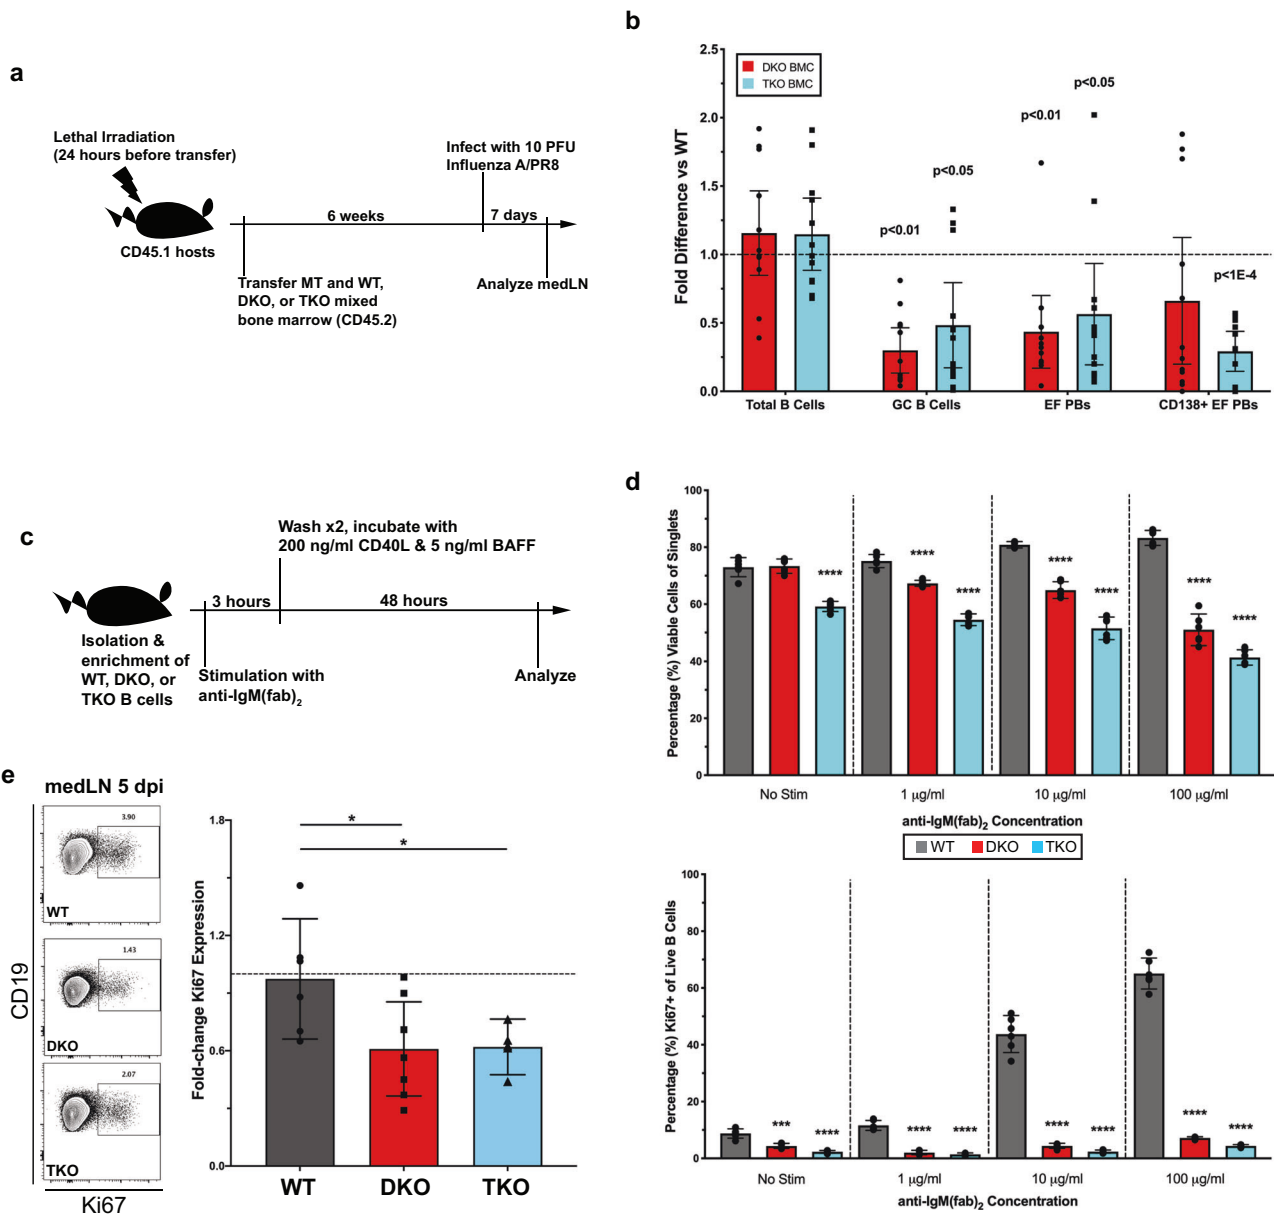 a
Lethal Irradiation
(24 hours before transfer)
CD45.1 hosts
6 weeks
Infect with 10 PFU
Influenza A/PR8
7 days
Transfer MT and WT,
DKO, or TKO mixed
bone marrow (CD45.2)
Analyze medLN
b
Fold Difference vs WT
2.5
2.0
1.5
1.0
0.5
0.0
DKO BMC
TKO BMC
p<0.01
p<0.05
p<0.01
p<0.05
p<1E-4
Total B Cells
GC B Cells
EF PBs
CD138+ EF PBs
c
Wash x2, incubate with
200 ng/ml CD40L & 5 ng/ml BAFF
3 hours
48 hours
Isolation &
enrichment of
WT, DKO, or
TKO B cells
Stimulation with
anti-IgM(fab)2
Analyze
d
Percentage (%) Viable Cells of Singlets
100
80
60
40
20
0
****
****
****
****
****
****
****
No Stim
1 µg/ml
10 µg/ml
100 µg/ml
anti-IgM(fab)2 Concentration
WT
DKO
TKO
Percentage (%) Ki67+ of Live B Cells
100
80
60
40
20
0
***
****
****
****
****
****
****
****
No Stim
1 µg/ml
10 µg/ml
100 µg/ml
anti-IgM(fab)2 Concentration
e
medLN 5 dpi
3.90
WT
1.43
DKO
2.07
TKO
CD19
Ki67
Fold-change Ki67 Expression
1.8
1.2
0.6
0.0
*
*
WT
DKO
TKO